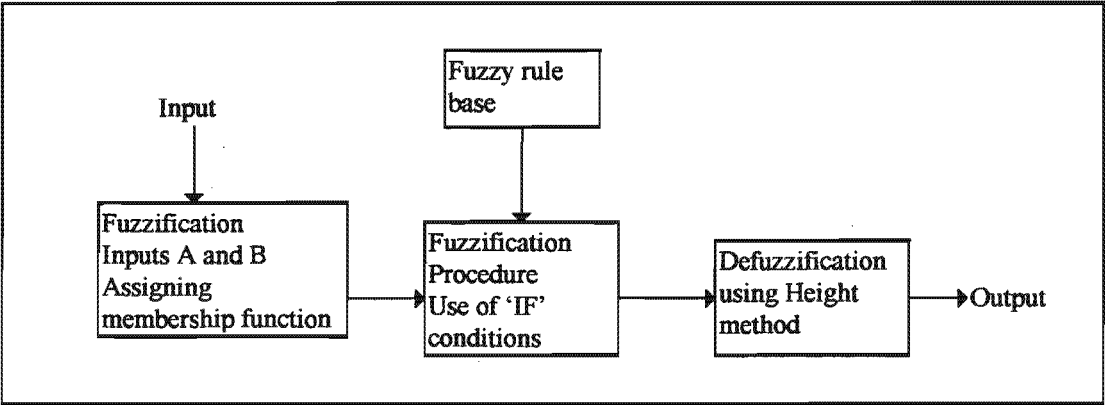 Input
Fuzzy rule
base
Fuzzification
Inputs A and B
Assigning
membership function
Fuzzification
Procedure
Use of ‘IF’
conditions
Defuzzification
using Height
method
Output